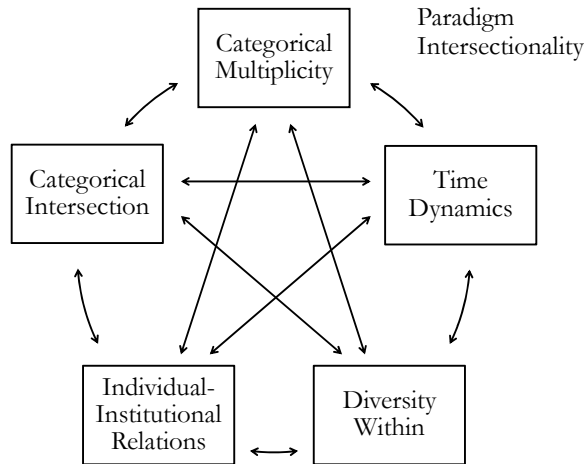 Paradigm
Intersectionality
Categorical
Multiplicity
Categorical
Intersection
Time
Dynamics
Individual-
Institutional
Relations
Diversity
Within